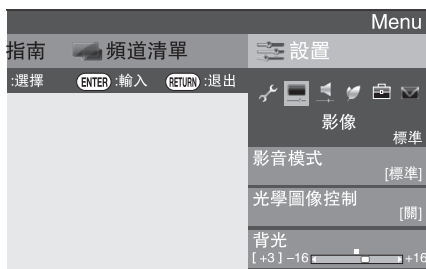 Menu
指南 頻道清單 設置
:選擇 ENTER :輸入 RETURN :退出
影像
標準
影音模式
[標準]
光學圖像控制
[關]
背光
[+3] −16 +16